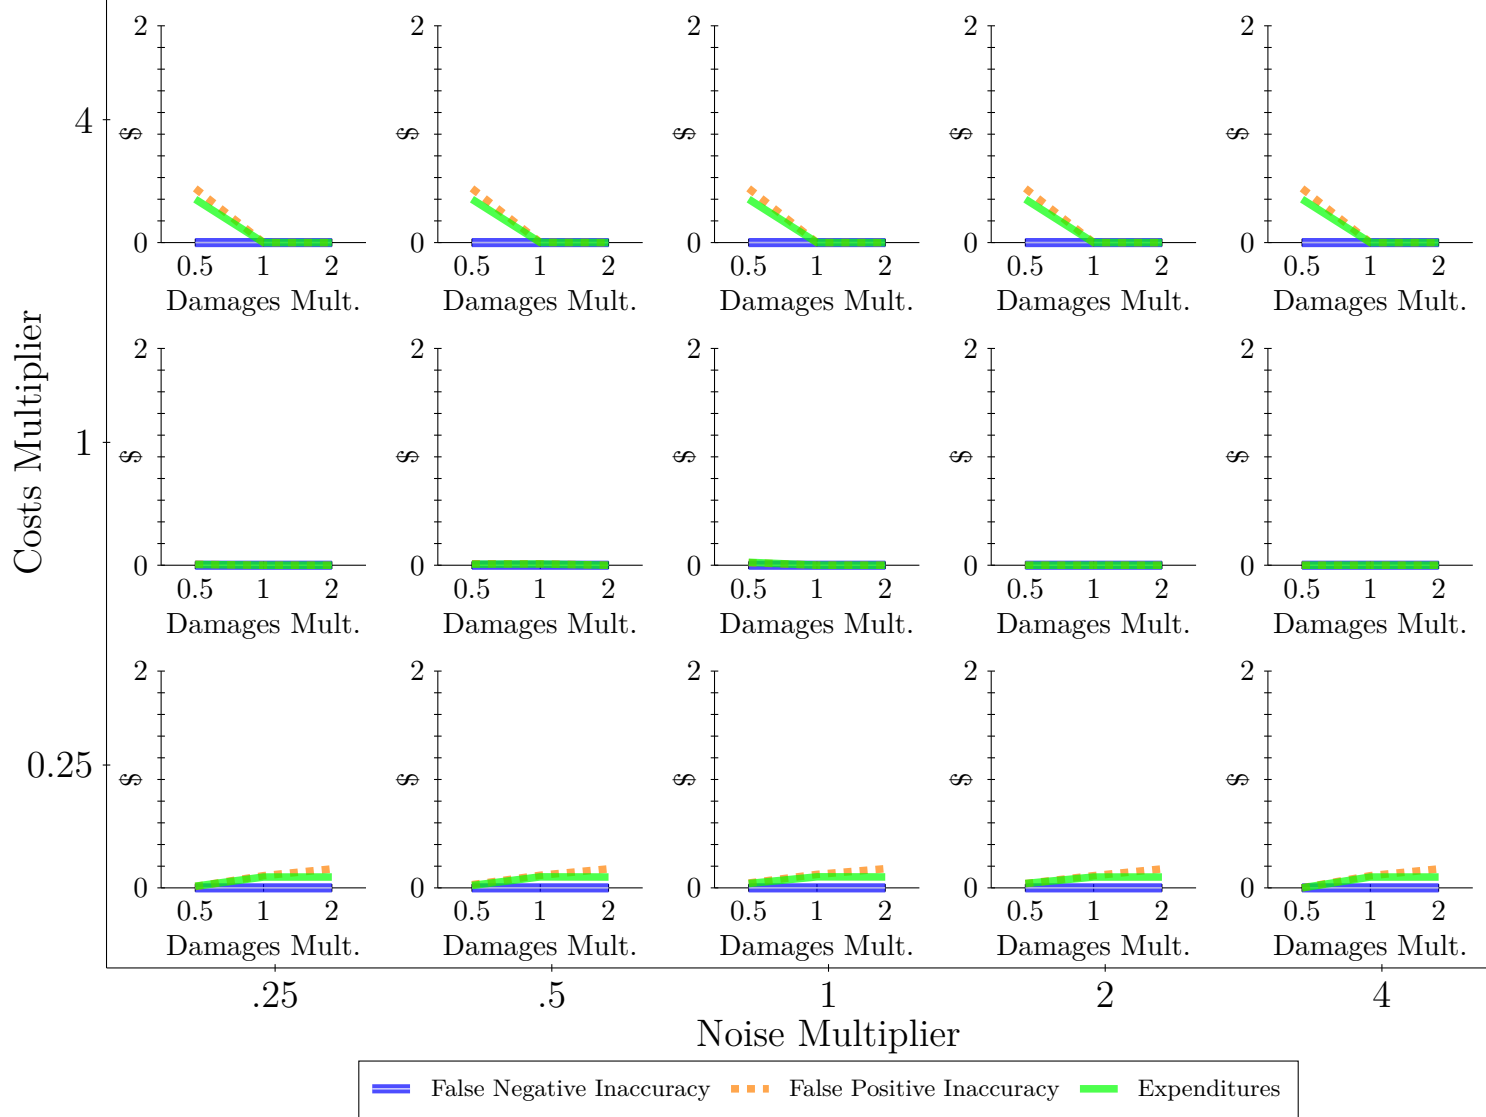 Costs Multiplier
4
2 2 2 2 2
$ $ $ $ $
0 0 0 0 0
0.5 1 2 0.5 1 2 0.5 1 2 0.5 1 2 0.5 1 2
Damages Mult. Damages Mult. Damages Mult. Damages Mult. Damages Mult.
1
2 2 2 2 2
$ $ $ $ $
0 0 0 0 0
0.5 1 2 0.5 1 2 0.5 1 2 0.5 1 2 0.5 1 2
Damages Mult. Damages Mult. Damages Mult. Damages Mult. Damages Mult.
0.25
2 2 2 2 2
$ $ $ $ $
0 0 0 0 0
0.5 1 2 0.5 1 2 0.5 1 2 0.5 1 2 0.5 1 2
Damages Mult. Damages Mult. Damages Mult. Damages Mult. Damages Mult.
.25 .5 1 2 4
Noise Multiplier
False Negative Inaccuracy False Positive Inaccuracy Expenditures